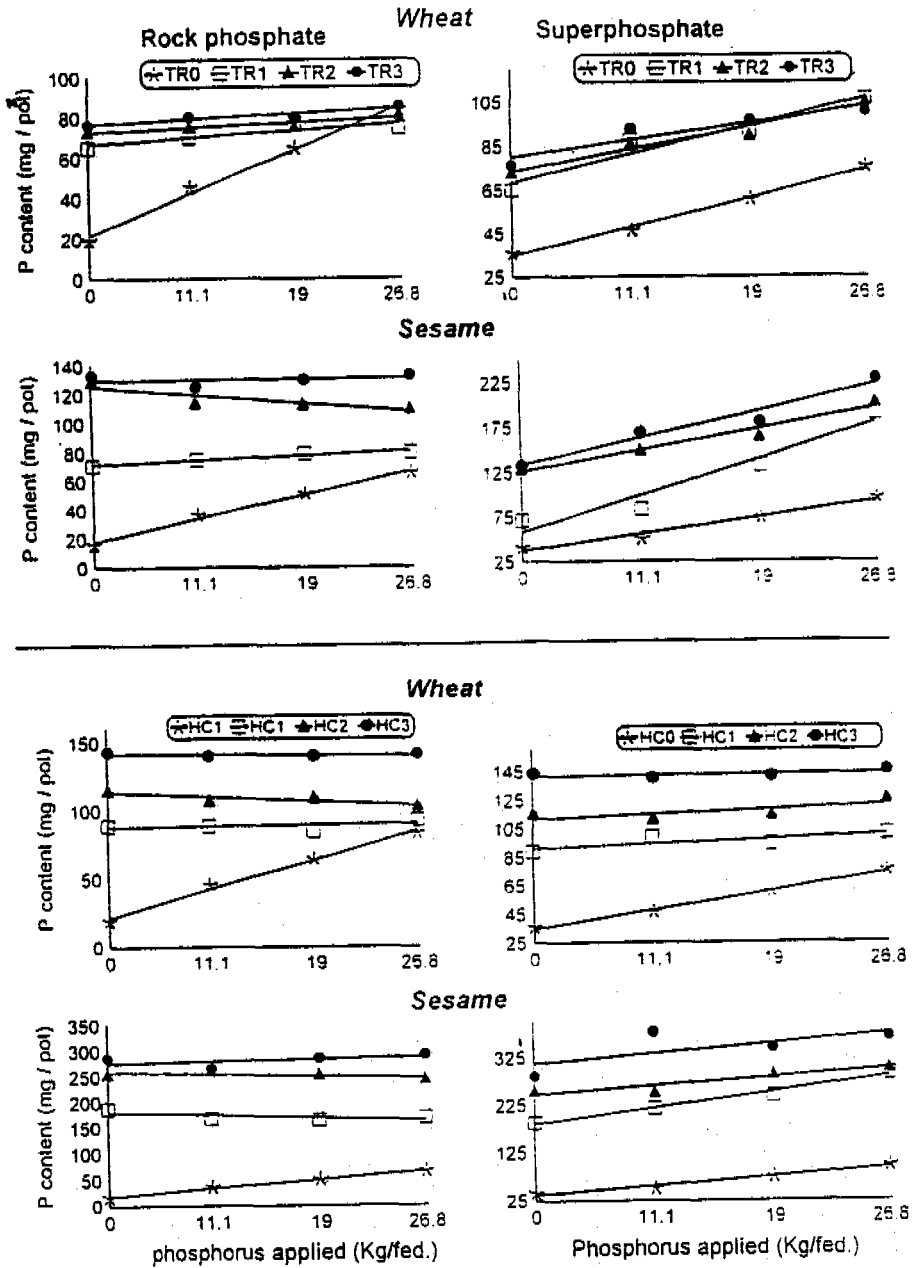 Wheat
Rock phosphate
Superphosphate
TR0 TR1 TR2 TR3
TR0 TR1 TR2 TR3
P content (mg / pot)
100
80
60
40
20
0
0 11.1 19 26.8
105
85
65
45
25
0 11.1 19 26.8
Sesame
P content (mg / pot)
140
120
100
80
60
40
20
0
0 11.1 19 26.8
225
175
125
75
25
0 11.1 19 26.8
Wheat
HC1 HC1 HC2 HC3
HC0 HC1 HC2 HC3
P content (mg / pot)
150
100
50
0
0 11.1 19 26.8
145
125
105
85
65
45
25
0 11.1 19 26.8
Sesame
P content (mg / pot)
350
300
250
200
150
100
50
0
0 11.1 19 26.8
phosphorus applied (Kg/fed.)
325
225
125
25
0 11.1 19 26.8
Phosphorus applied (Kg/fed.)